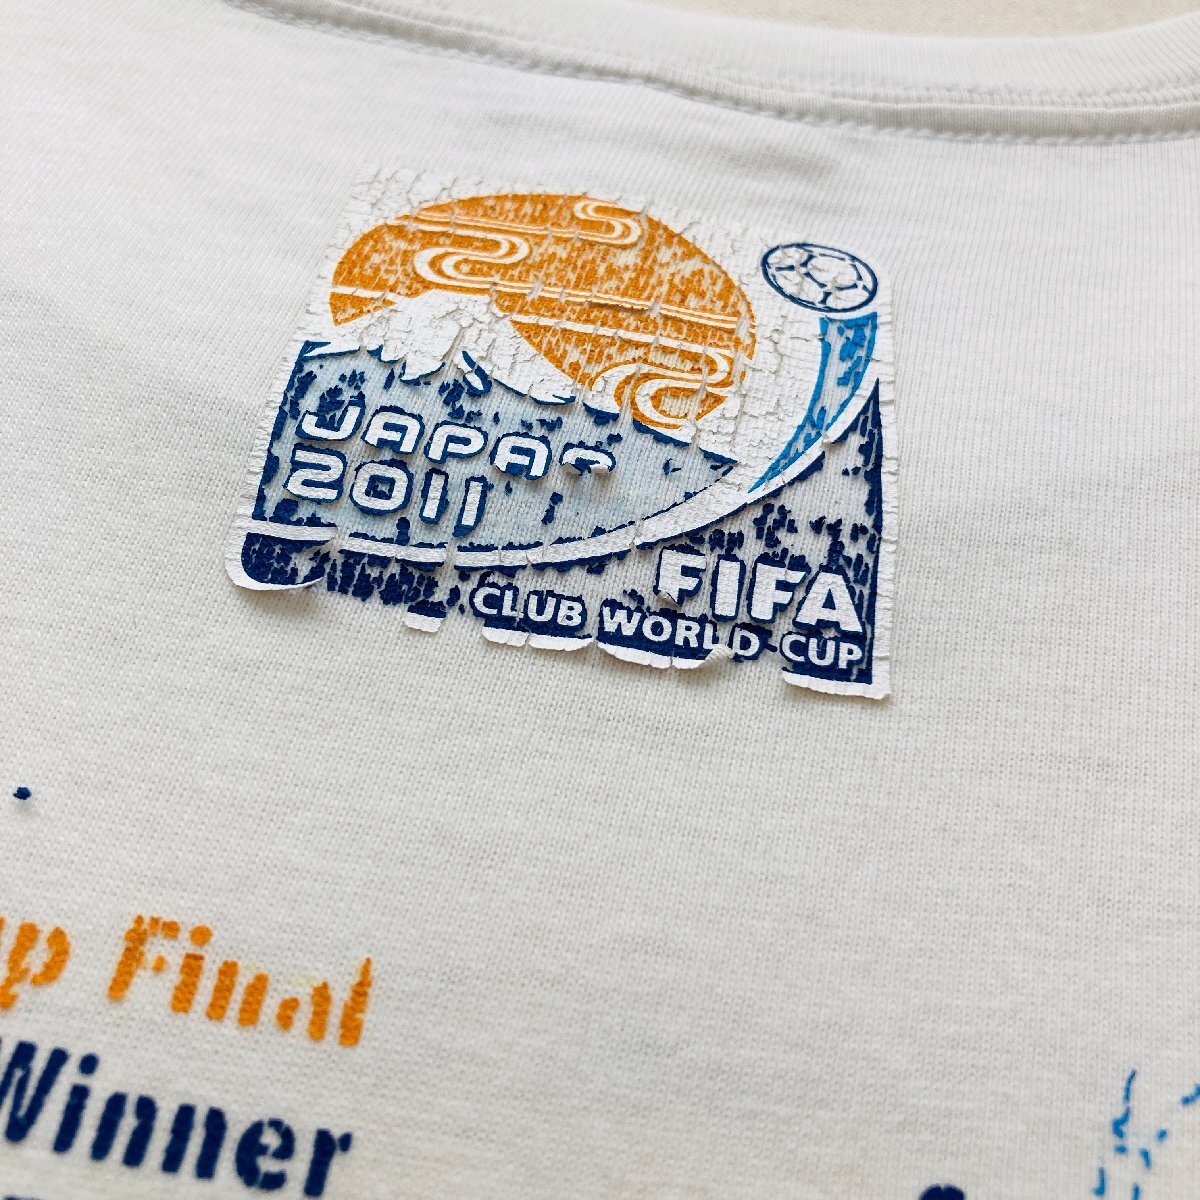 JAPAN
2011
FIFA
CLUB WORLD CUP
Final
Winner